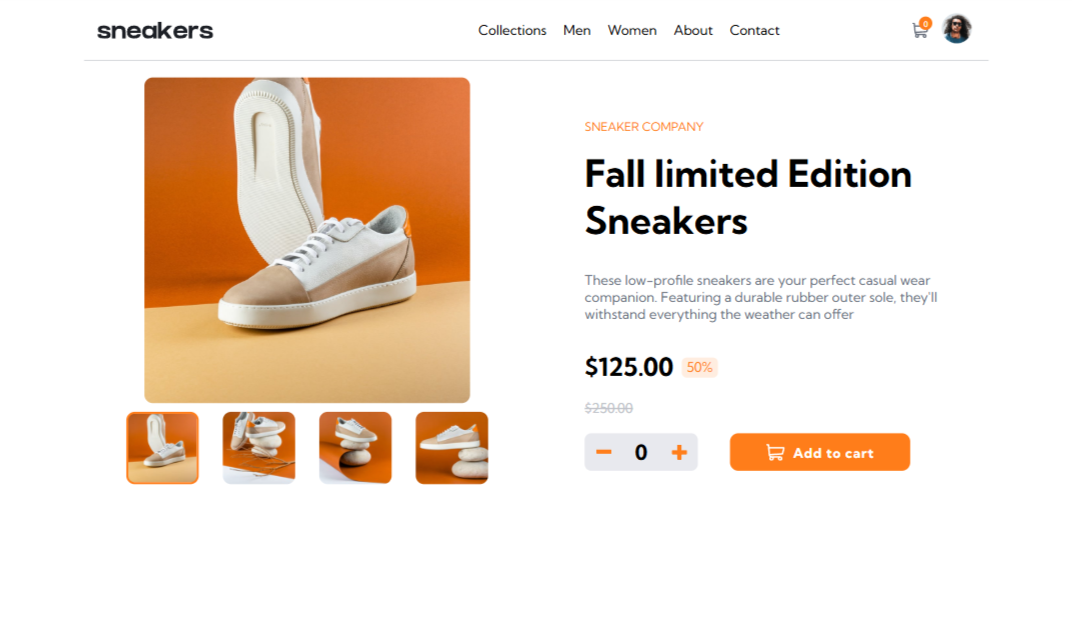 sneakers
Collections Men Women About Contact
0
SNEAKER COMPANY
Fall limited Edition
Sneakers
These low-profile sneakers are your perfect casual wear
companion. Featuring a durable rubber outer sole, they'll
withstand everything the weather can offer
$125.00 50%
$250.00
0
Add to cart